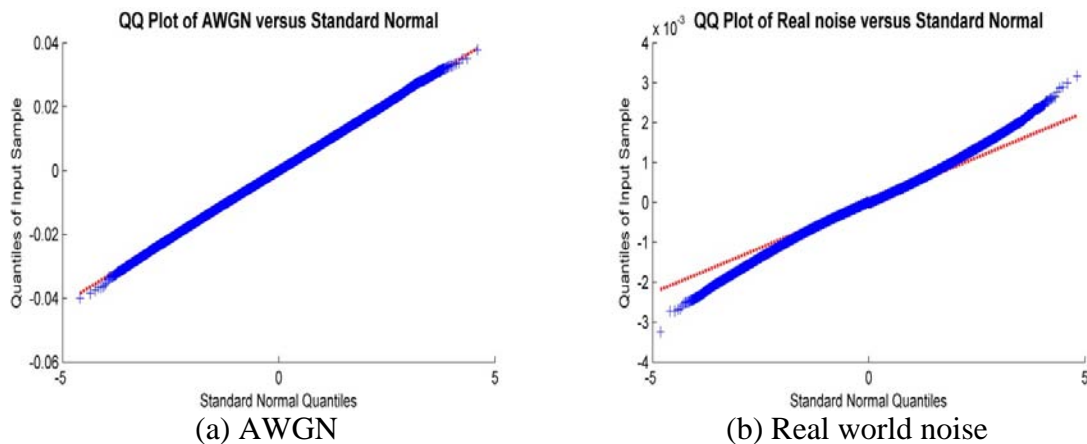 QQ Plot of AWGN versus Standard Normal
0.04
0.02
0
-0.02
-0.04
-0.06
-5
0
5
Quantiles of Input Sample
Standard Normal Quantiles
(a) AWGN
QQ Plot of Real noise versus Standard Normal
x 10⁻³
4
3
2
1
0
-1
-2
-3
-4
-5
0
5
Quantiles of Input Sample
Standard Normal Quantiles
(b) Real world noise